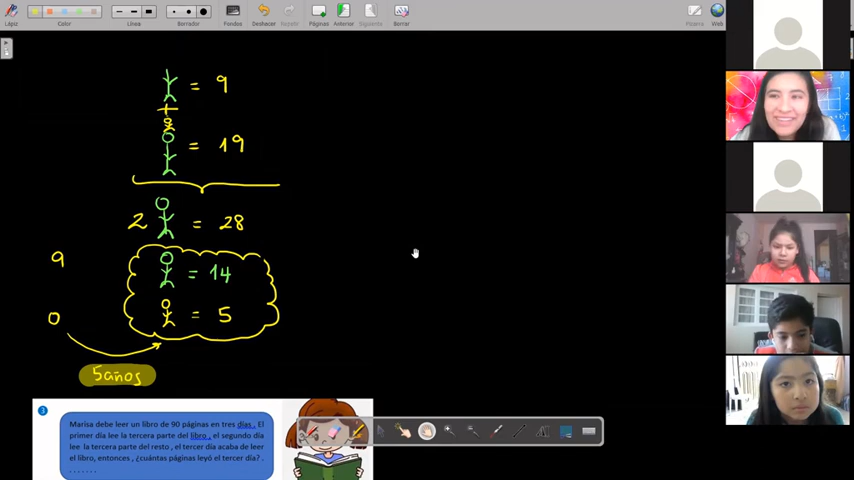 Lápiz
Color
Línea
Borrador
Fondos
Deshacer
Rezefir
Páginas
Anterior
Siguiente
Borrar
Pizarra
Web
= 9
= 19
2 = 28
9
= 14
0
= 5
5años
3
Marisa debe leer un libro de 90 páginas en tres días , El
primer día lee la tercera parte del libro , el segundo día
lee la tercera parte del resto , el tercer día acaba de leer
el libro, entonces , ¿cuántas páginas leyó el tercer día? .
. . . . . . .